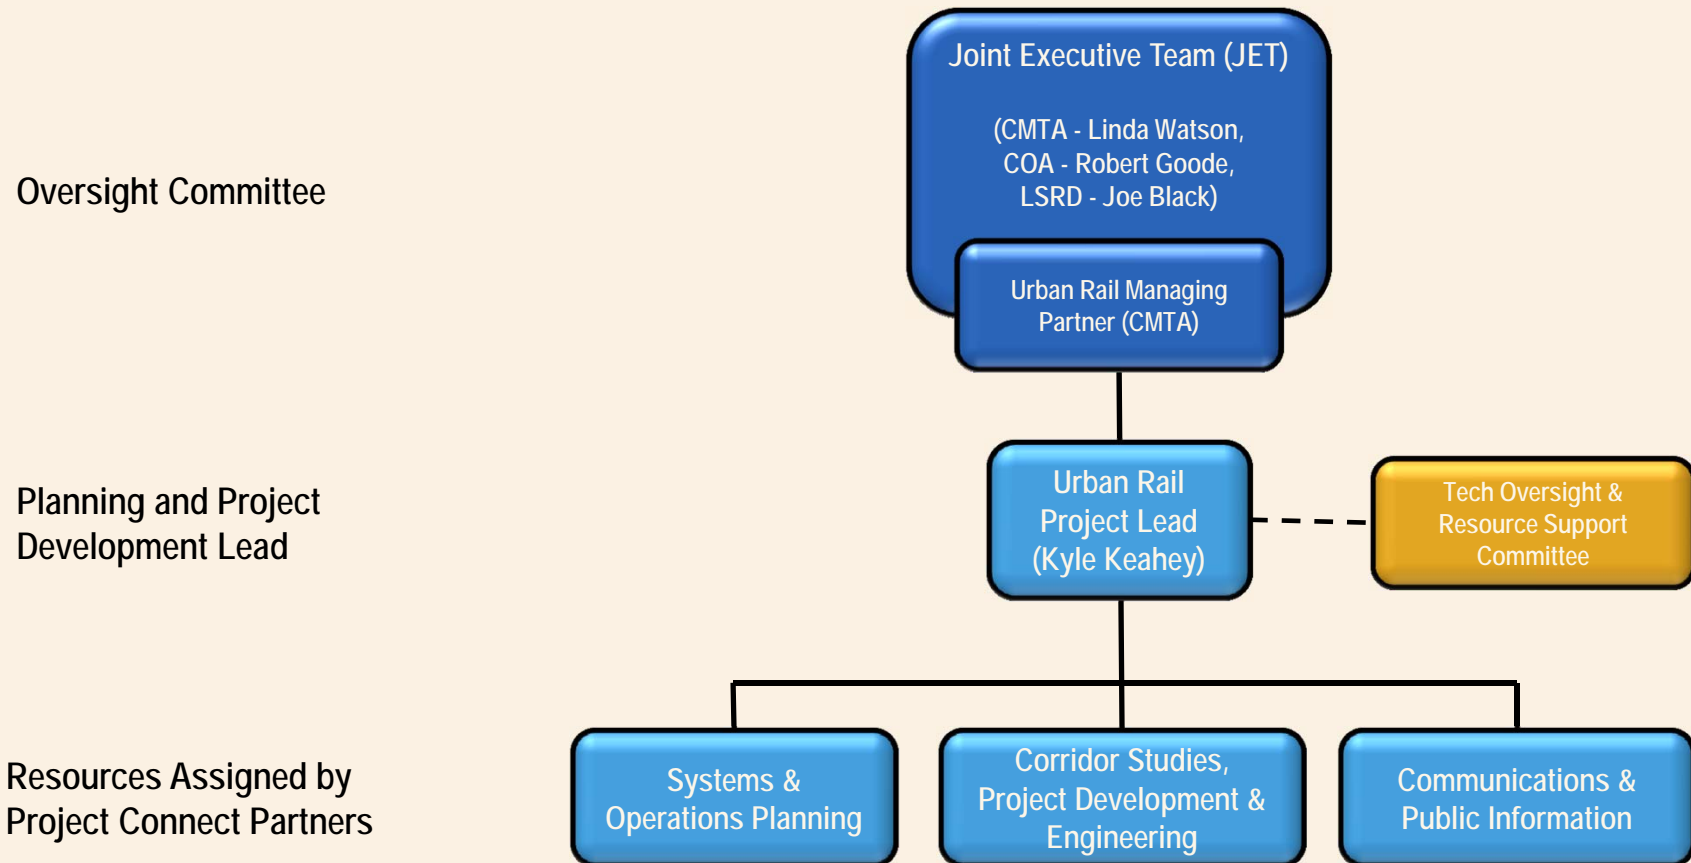 Joint Executive Team (JET)
(CMTA - Linda Watson,
COA - Robert Goode,
LSRD - Joe Black)
Oversight Committee
Urban Rail Managing
Partner (CMTA)
Planning and Project
Development Lead
Urban Rail
Project Lead
(Kyle Keahey)
Tech Oversight &
Resource Support
Committee
Resources Assigned by
Project Connect Partners
Systems &
Operations Planning
Corridor Studies,
Project Development &
Engineering
Communications &
Public Information